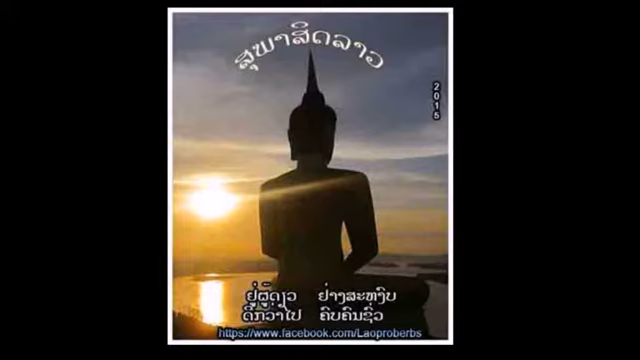 ສຸພາສິດລາວ
2015
ຢູ່ຜູ້ດຽວ ຢ່າງສະຫງົບ
ດີກວ່າໄປ ຄົບຄົນຊົ່ວ
https://www.facebook.com/Laoproberbs